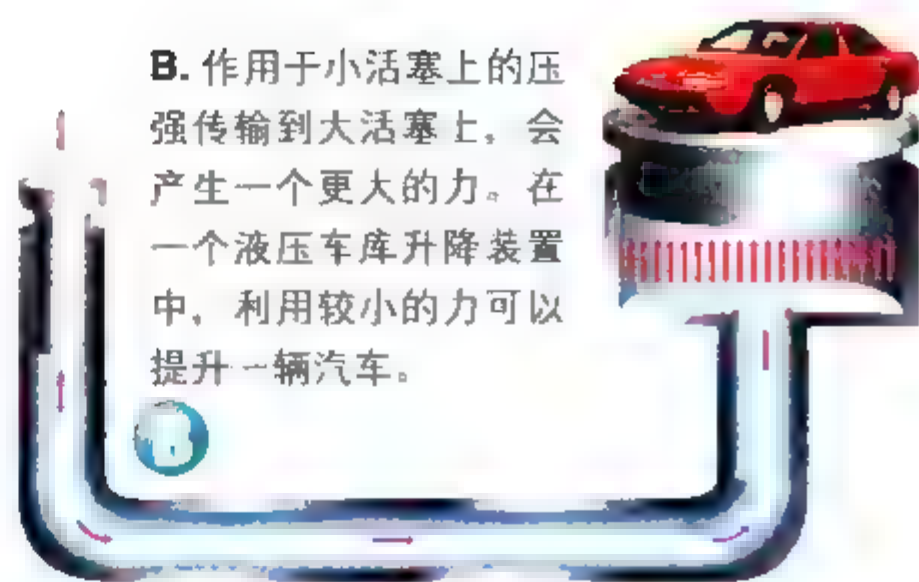 B. 作用于小活塞上的压
强传输到大活塞上，会
产生一个更大的力。在
一个液压车库升降装置
中，利用较小的力可以
提升一辆汽车。
B